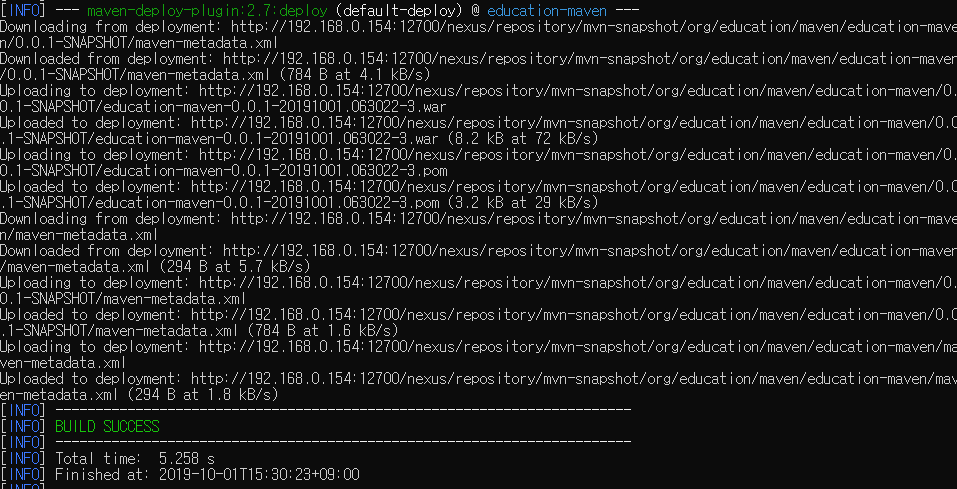 [INFO] --- maven-deploy-plugin:2.7:deploy (default-deploy) @ education-maven ---
Downloading from deployment: http://192.168.0.154:12700/nexus/repository/mvn-snapshot/org/education/maven/education-mave
n/0.0.1-SNAPSHOT/maven-metadata.xml
Downloaded from deployment: http://192.168.0.154:12700/nexus/repository/mvn-snapshot/org/education/maven/education-maven
/0.0.1-SNAPSHOT/maven-metadata.xml (784 B at 4.1 kB/s)
Uploading to deployment: http://192.168.0.154:12700/nexus/repository/mvn-snapshot/org/education/maven/education-maven/0.
0.1-SNAPSHOT/education-maven-0.0.1-20191001.063022-3.war
Uploaded to deployment: http://192.168.0.154:12700/nexus/repository/mvn-snapshot/org/education/maven/education-maven/0.0
.1-SNAPSHOT/education-maven-0.0.1-20191001.063022-3.war (8.2 kB at 72 kB/s)
Uploading to deployment: http://192.168.0.154:12700/nexus/repository/mvn-snapshot/org/education/maven/education-maven/0.
0.1-SNAPSHOT/education-maven-0.0.1-20191001.063022-3.pom
Uploaded to deployment: http://192.168.0.154:12700/nexus/repository/mvn-snapshot/org/education/maven/education-maven/0.0
.1-SNAPSHOT/education-maven-0.0.1-20191001.063022-3.pom (3.2 kB at 29 kB/s)
Downloading from deployment: http://192.168.0.154:12700/nexus/repository/mvn-snapshot/org/education/maven/education-mave
n/maven-metadata.xml
Downloaded from deployment: http://192.168.0.154:12700/nexus/repository/mvn-snapshot/org/education/maven/education-maven
/maven-metadata.xml (294 B at 5.7 kB/s)
Uploading to deployment: http://192.168.0.154:12700/nexus/repository/mvn-snapshot/org/education/maven/education-maven/0.
0.1-SNAPSHOT/maven-metadata.xml
Uploaded to deployment: http://192.168.0.154:12700/nexus/repository/mvn-snapshot/org/education/maven/education-maven/0.0
.1-SNAPSHOT/maven-metadata.xml (784 B at 1.6 kB/s)
Uploading to deployment: http://192.168.0.154:12700/nexus/repository/mvn-snapshot/org/education/maven/education-maven/ma
ven-metadata.xml
Uploaded to deployment: http://192.168.0.154:12700/nexus/repository/mvn-snapshot/org/education/maven/education-maven/mav
en-metadata.xml (294 B at 1.8 kB/s)
[INFO] ------------------------------------------------------------------------
[INFO] BUILD SUCCESS
[INFO] ------------------------------------------------------------------------
[INFO] Total time:  5.258 s
[INFO] Finished at: 2019-10-01T15:30:23+09:00